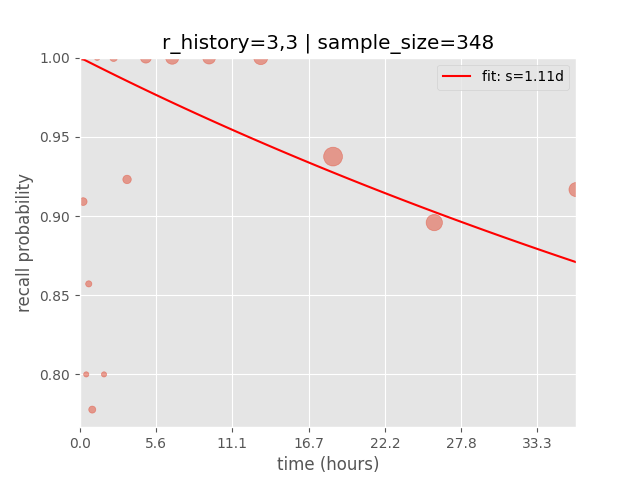 r_history=3,3 | sample_size=348
fit: s=1.11d
1.00
0.95
0.90
0.85
0.80
recall probability
0.0 5.6 11.1 16.7 22.2 27.8 33.3
time (hours)